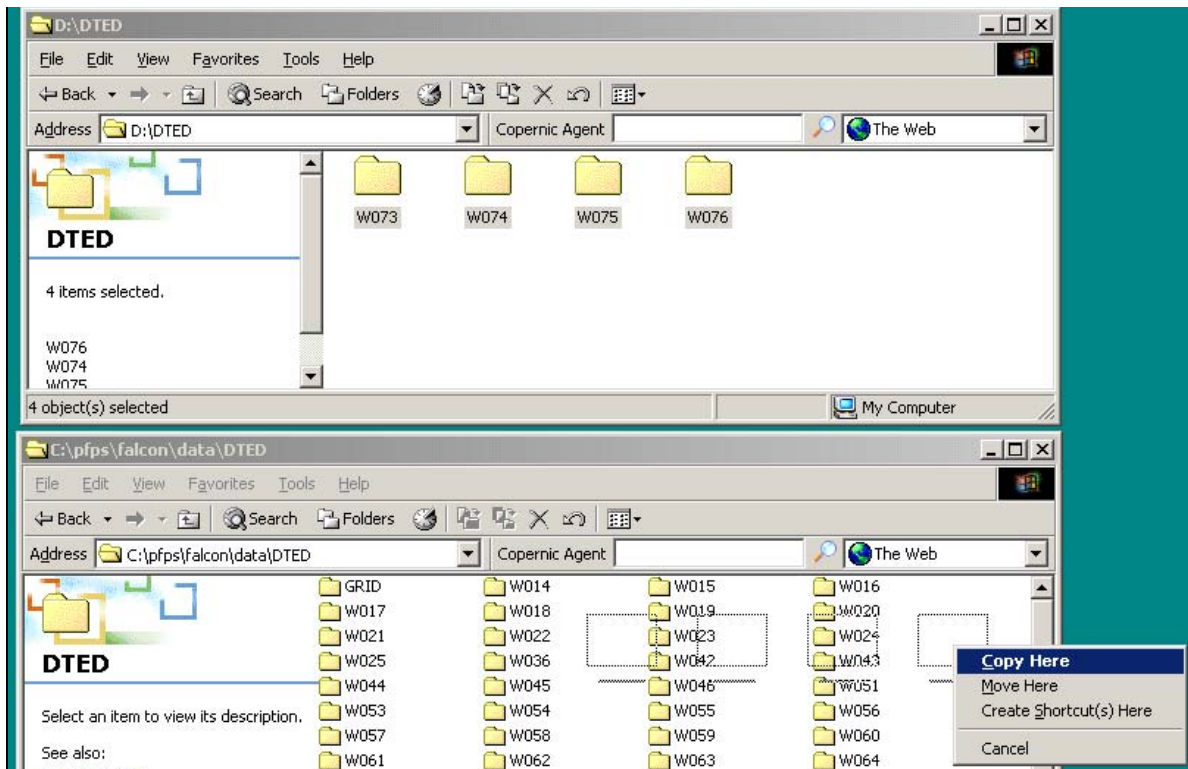 D:\DTED
File Edit View Favorites Tools Help
Back Search Folders
Address D:\DTED Copernic Agent The Web
W073 W074 W075 W076
DTED
4 items selected.
W076
W074
W075
4 object(s) selected My Computer
C:\pfps\falcon\data\DTED
File Edit View Favorites Tools Help
Back Search Folders
Address C:\pfps\falcon\data\DTED Copernic Agent The Web
GRID W014 W015 W016
W017 W018 W019 W020
W021 W022 W023 W024
W025 W036 W042 W043
W044 W045 W046 W051
W053 W054 W055 W056
W057 W058 W059 W060
W061 W062 W063 W064
DTED
Select an item to view its description.
See also:
Copy Here
Move Here
Create Shortcut(s) Here
Cancel